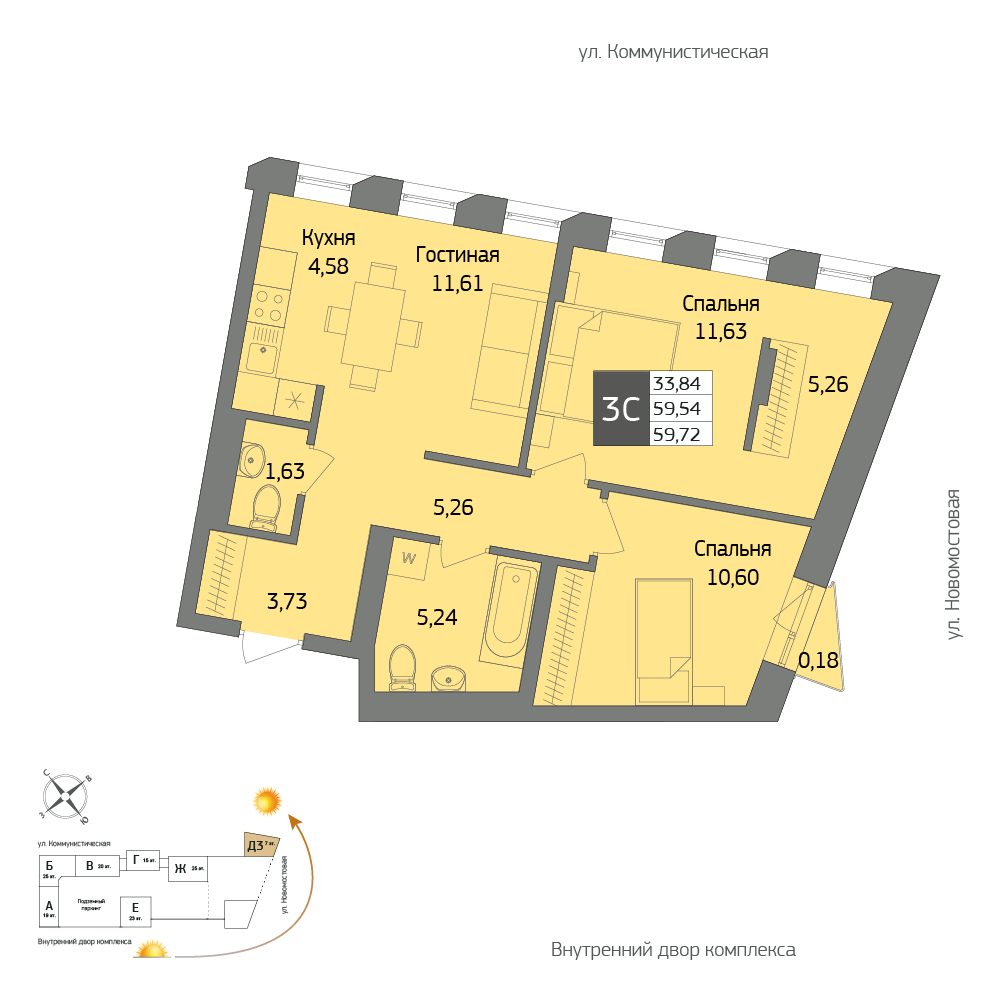 ул. Коммунистическая
Кухня
4,58
Гостиная
11,61
Спальня
11,63
5,26
3С
33,84
59,54
59,72
1,63
5,26
Спальня
10,60
ул. Новомостовая
3,73
W
5,24
0,18
С
В
З
Ю
ул. Коммунистическая
Д3 7 эт.
Г 15 эт.
Б
25 эт.
В 20 эт.
Ж 25 эт.
А
19 эт.
Подземный
паркинг
Е
23 эт.
ул. Новомостовая
Внутренний двор комплекса
Внутренний двор комплекса